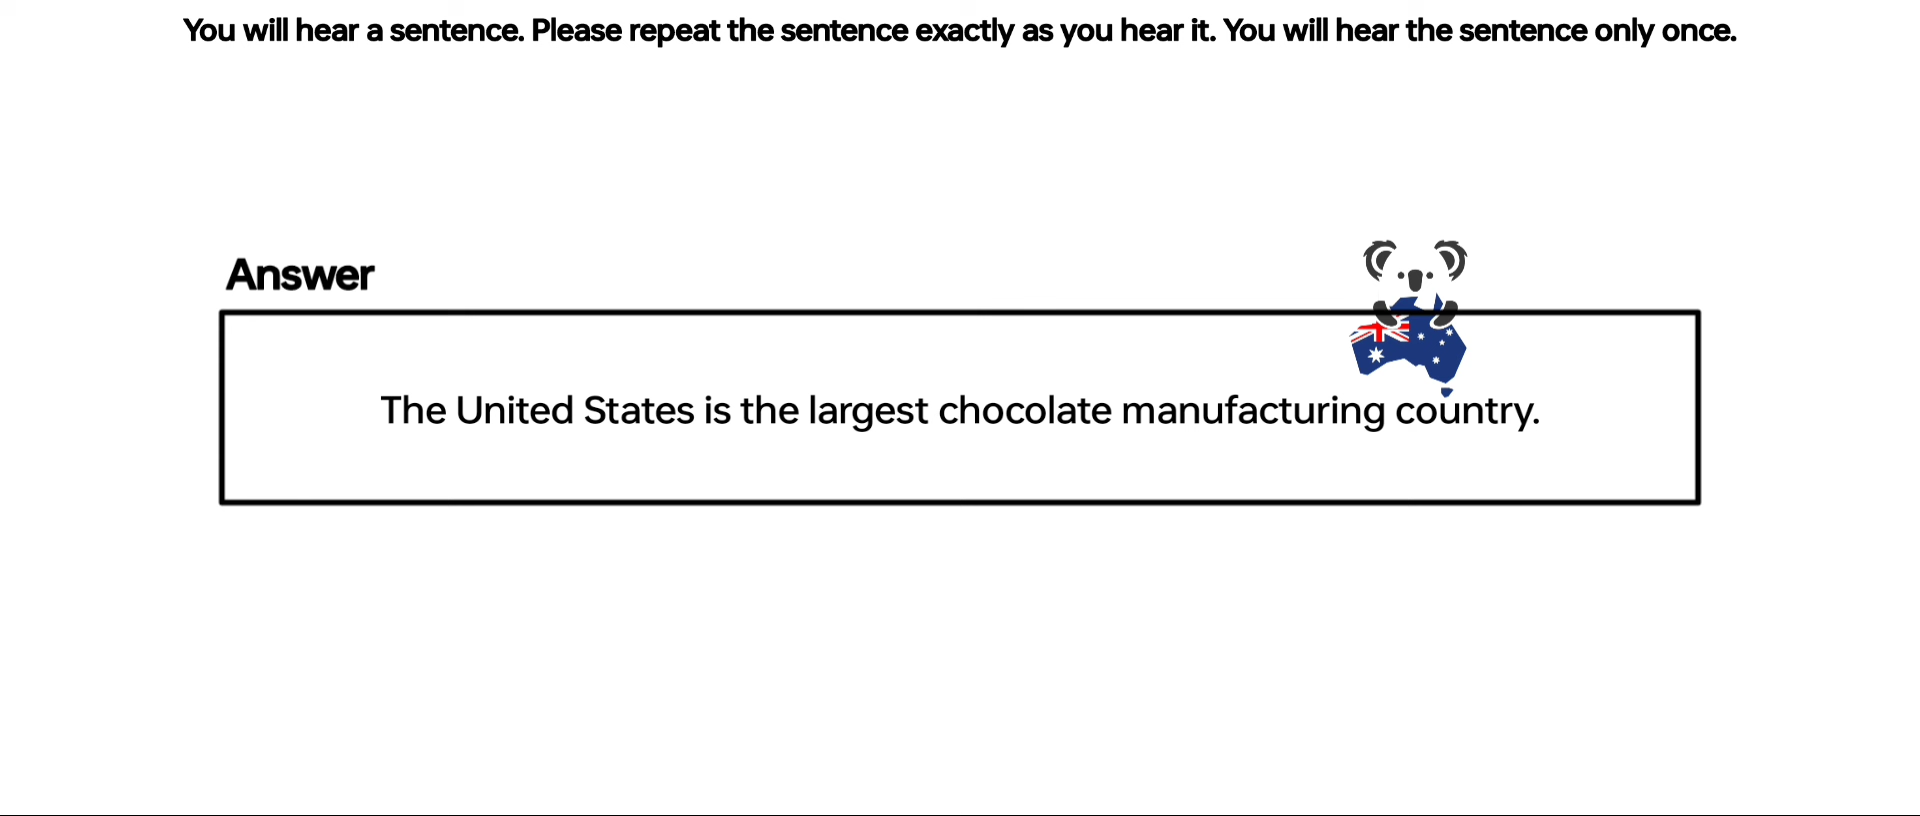 You will hear a sentence. Please repeat the sentence exactly as you hear it. You will hear the sentence only once.
Answer
The United States is the largest chocolate manufacturing country.